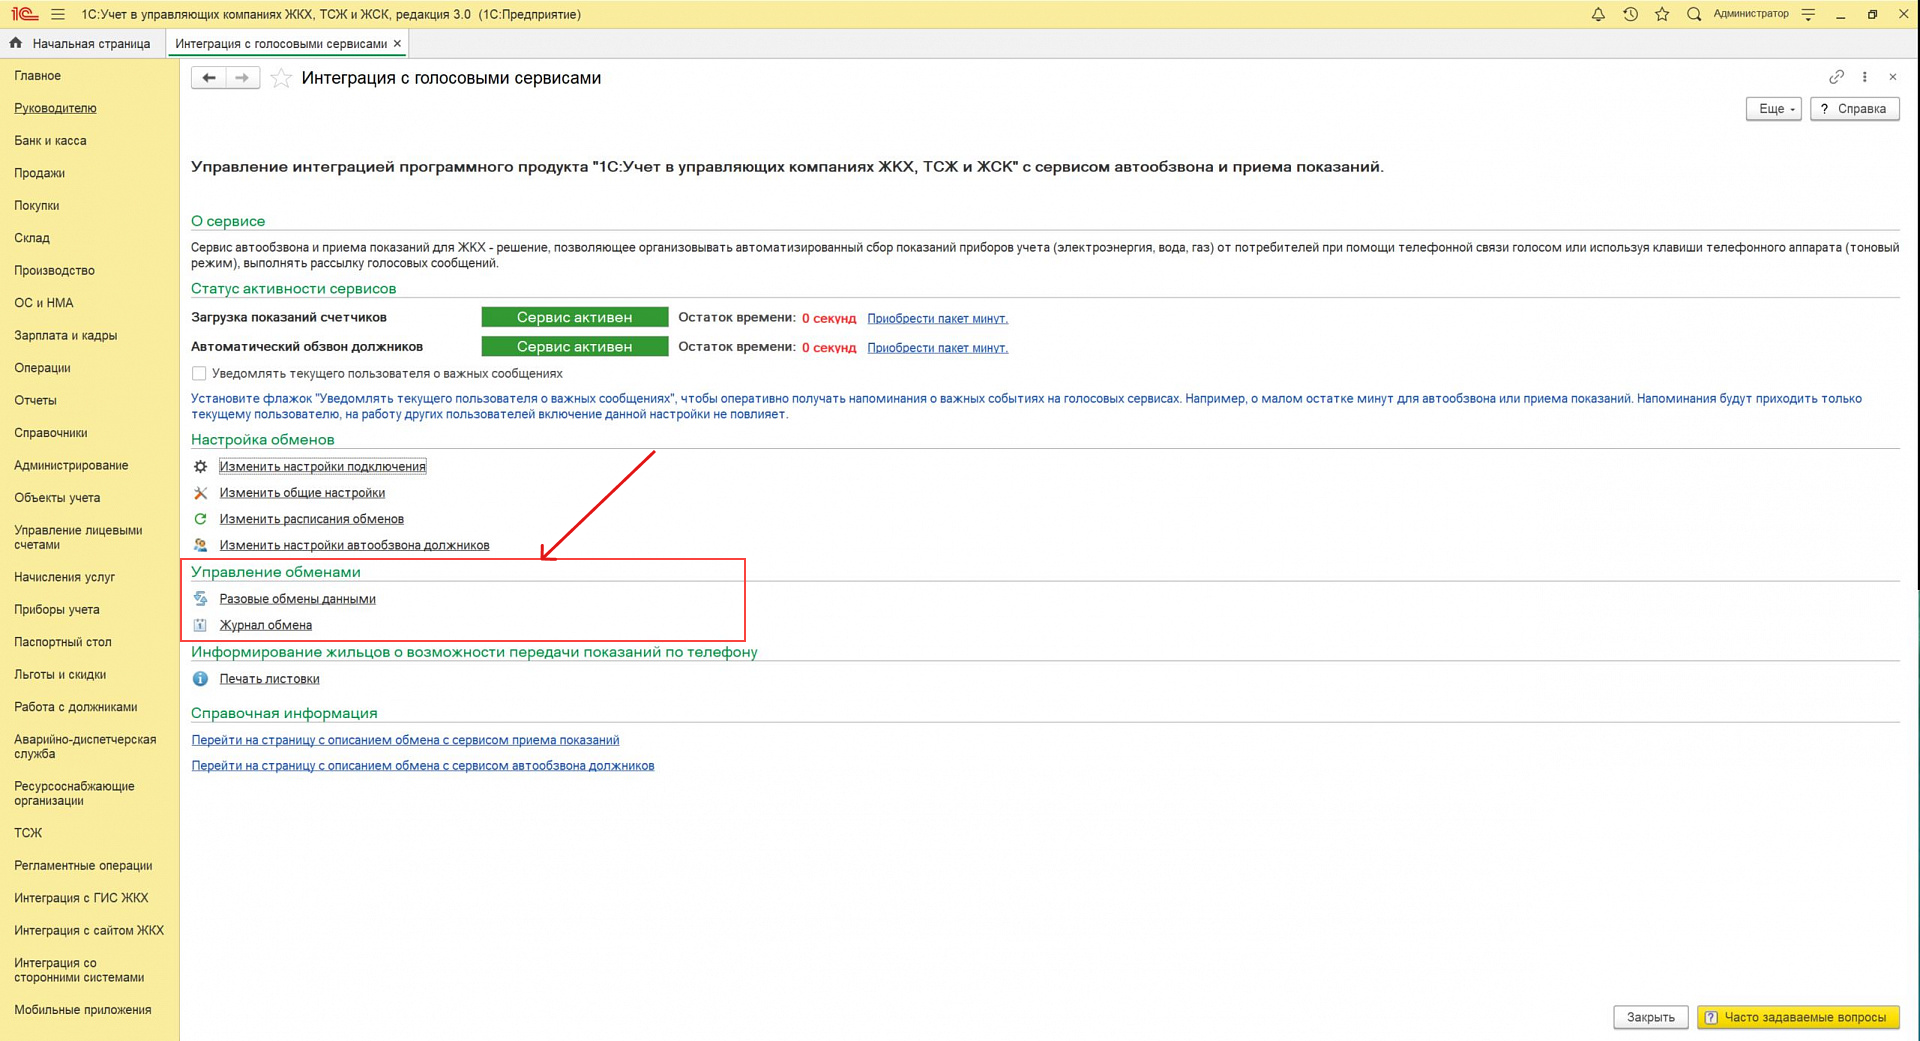 1С:Учет в управляющих компаниях ЖКХ, ТСЖ и ЖСК, редакция 3.0 (1С:Предприятие)
Администратор
Начальная страница
Интеграция с голосовыми сервисами ×
Главное
Руководителю
Банк и касса
Продажи
Покупки
Склад
Производство
ОС и НМА
Зарплата и кадры
Операции
Отчеты
Справочники
Администрирование
Объекты учета
Управление лицевыми
счетами
Начисления услуг
Приборы учета
Паспортный стол
Льготы и скидки
Работа с должниками
Аварийно-диспетчерская
служба
Ресурсоснабжающие
организации
ТСЖ
Регламентные операции
Интеграция с ГИС ЖКХ
Интеграция с сайтом ЖКХ
Интеграция со
сторонними системами
Мобильные приложения
Интеграция с голосовыми сервисами
Еще
? Справка
Управление интеграцией программного продукта "1С:Учет в управляющих компаниях ЖКХ, ТСЖ и ЖСК" с сервисом автообзвона и приема показаний.
О сервисе
Сервис автообзвона и приема показаний для ЖКХ - решение, позволяющее организовывать автоматизированный сбор показаний приборов учета (электроэнергия, вода, газ) от потребителей при помощи телефонной связи голосом или используя клавиши телефонного аппарата (тоновый
режим), выполнять рассылку голосовых сообщений.
Статус активности сервисов
Загрузка показаний счетчиков Сервис активен Остаток времени: 0 секунд Приобрести пакет минут.
Автоматический обзвон должников Сервис активен Остаток времени: 0 секунд Приобрести пакет минут.
Уведомлять текущего пользователя о важных сообщениях
Установите флажок "Уведомлять текущего пользователя о важных сообщениях", чтобы оперативно получать напоминания о важных событиях на голосовых сервисах. Например, о малом остатке минут для автообзвона или приема показаний. Напоминания будут приходить только
текущему пользователю, на работу других пользователей включение данной настройки не повлияет.
Настройка обменов
Изменить настройки подключения
Изменить общие настройки
Изменить расписания обменов
Изменить настройки автообзвона должников
Управление обменами
Разовые обмены данными
Журнал обмена
Информирование жильцов о возможности передачи показаний по телефону
Печать листовки
Справочная информация
Перейти на страницу с описанием обмена с сервисом приема показаний
Перейти на страницу с описанием обмена с сервисом автообзвона должников
Закрыть
? Часто задаваемые вопросы